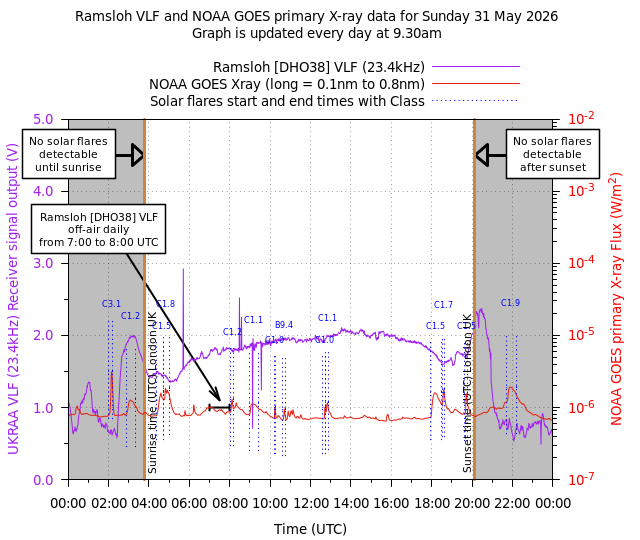 Ramsloh VLF and NOAA GOES primary X-ray data for Sunday 31 May 2026
Graph is updated every day at 9.30am
Ramsloh [DHO38] VLF (23.4kHz)
NOAA GOES Xray (long = 0.1nm to 0.8nm)
Solar flares start and end times with Class
5.0
4.0
3.0
2.0
1.0
0.0
UKRAA VLF (23.4kHz) Receiver signal output (V)
No solar flares
detectable
until sunrise
No solar flares
detectable
after sunset
Ramsloh [DHO38] VLF
off-air daily
from 7:00 to 8:00 UTC
C3.1
C1.2
C1.8
C1.5
C1.2
C1.1
B9.4
C1.1
C1.0
C1.5
C1.7
C1.9
Sunrise time (UTC) London UK
Sunset time (UTC) London UK
10⁻²
10⁻³
10⁻⁴
10⁻⁵
10⁻⁶
10⁻⁷
NOAA GOES primary X-ray Flux (W/m²)
00:00 02:00 04:00 06:00 08:00 10:00 12:00 14:00 16:00 18:00 20:00 22:00 00:00
Time (UTC)